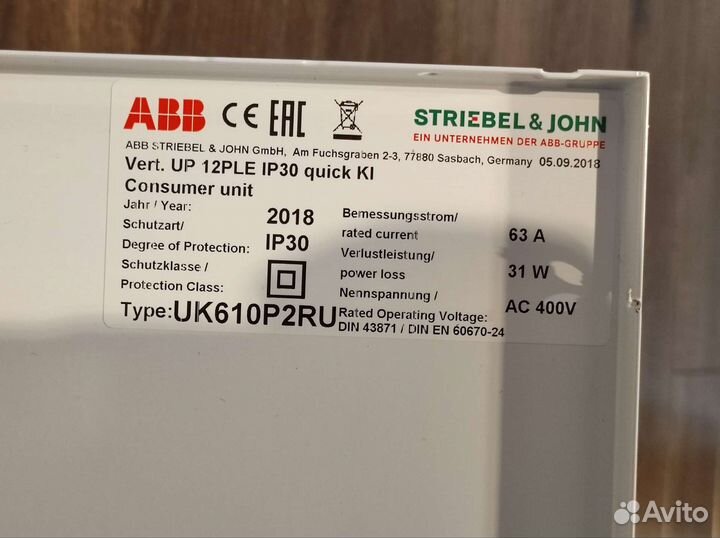 ABB CE EAC STRIEBEL & JOHN
EIN UNTERNEHMEN DER ABB-GRUPPE
ABB STRIEBEL & JOHN GmbH, Am Fuchsgraben 2-3, 77880 Sasbach, Germany 05.09.2018
Vert. UP 12PLE IP30 quick KI
Consumer unit
Jahr / Year: 2018
Schutzart/
Degree of Protection: IP30
Schutzklasse /
Protection Class:
Type:UK610P2RU
Bemessungsstrom/
rated current 63 A
Verlustleistung/
power loss 31 W
Nennspannung /
Rated Operating Voltage: AC 400V
DIN 43871 / DIN EN 60670-24
Avito